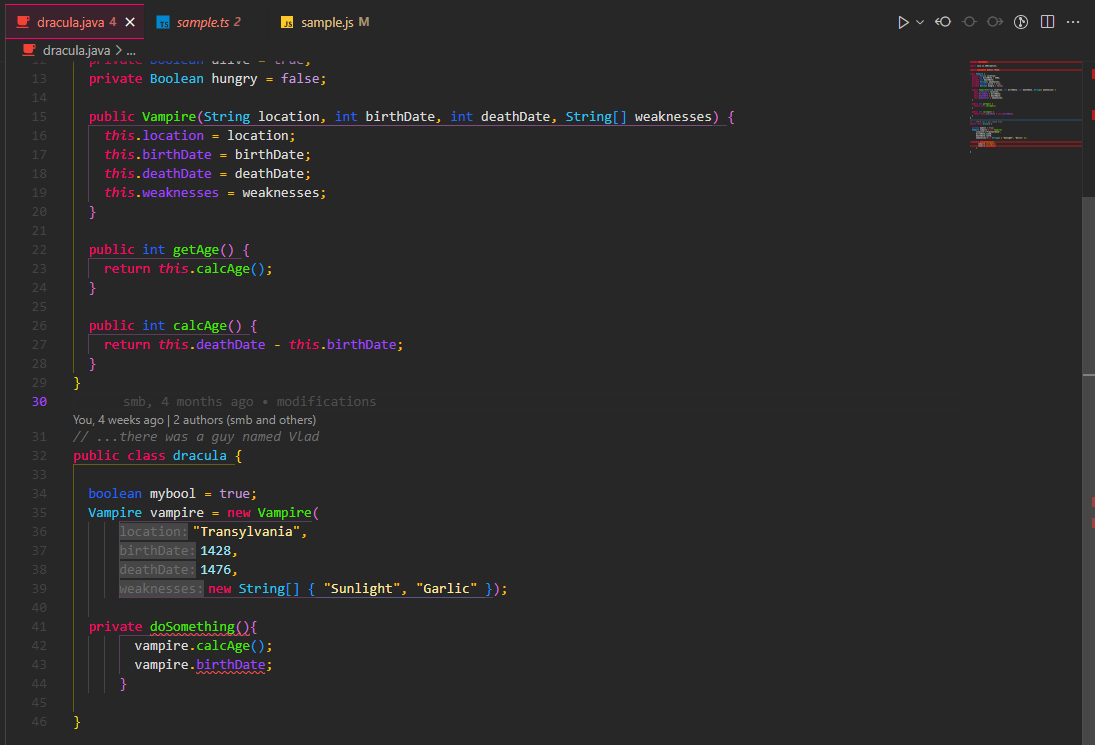 dracula.java 4 sample.ts 2 sample.js M
dracula.java > ...
12 private Boolean alive = true;
13 private Boolean hungry = false;
14
15 public Vampire(String location, int birthDate, int deathDate, String[] weaknesses) {
16 this.location = location;
17 this.birthDate = birthDate;
18 this.deathDate = deathDate;
19 this.weaknesses = weaknesses;
20 }
21
22 public int getAge() {
23 return this.calcAge();
24 }
25
26 public int calcAge() {
27 return this.deathDate - this.birthDate;
28 }
29 }
30 smb, 4 months ago • modifications
You, 4 weeks ago | 2 authors (smb and others)
31 // ...there was a guy named Vlad
32 public class dracula {
33
34 boolean mybool = true;
35 Vampire vampire = new Vampire(
36 location: "Transylvania",
37 birthDate: 1428,
38 deathDate: 1476,
39 weaknesses: new String[] { "Sunlight", "Garlic" });
40
41 private doSomething(){
42 vampire.calcAge();
43 vampire.birthDate;
44 }
45
46 }